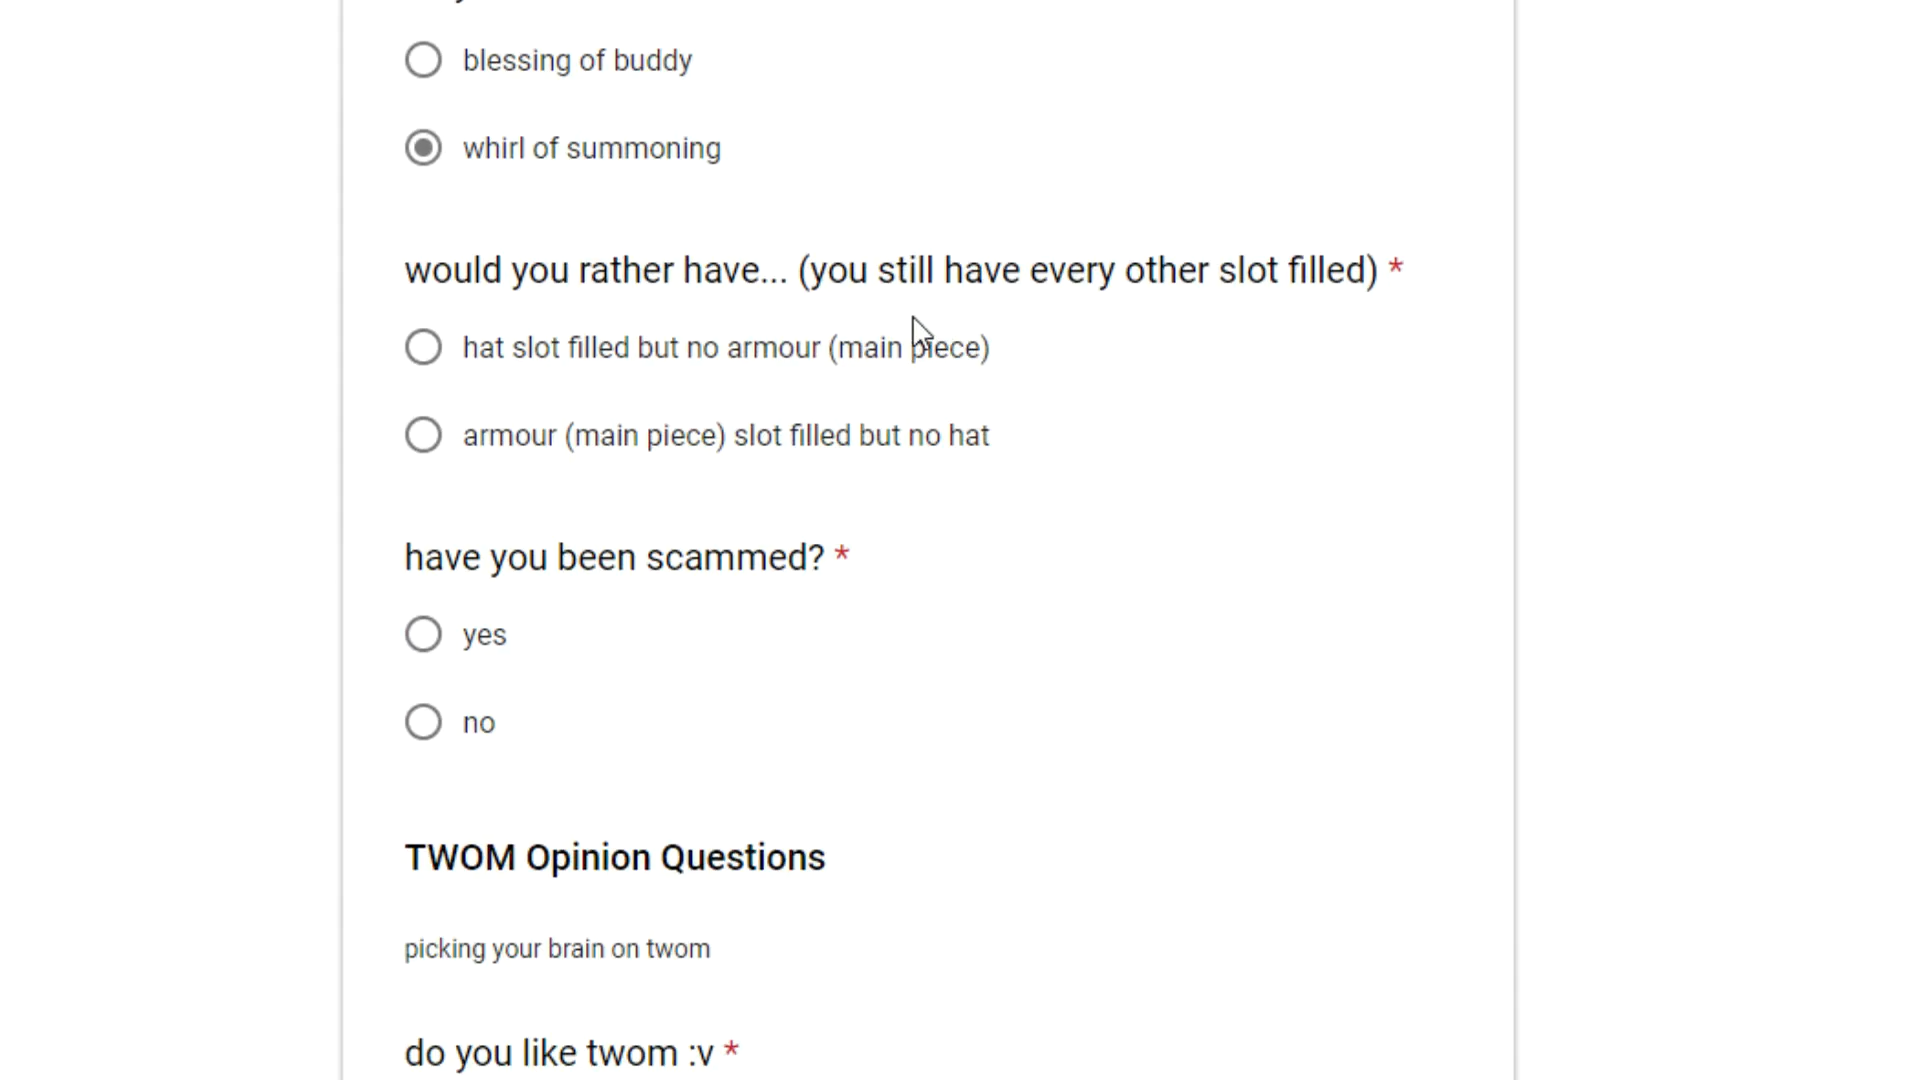 blessing of buddy
whirl of summoning
would you rather have... (you still have every other slot filled) *
hat slot filled but no armour (main piece)
armour (main piece) slot filled but no hat
have you been scammed? *
yes
no
TWOM Opinion Questions
picking your brain on twom
do you like twom :v *